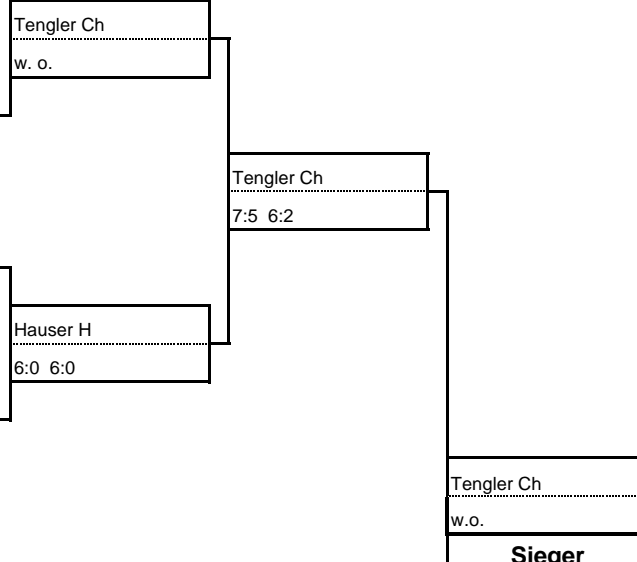 Tengler Ch
w. o.
Tengler Ch
7:5 6:2
Hauser H
6:0 6:0
Tengler Ch
w.o.
Sieger